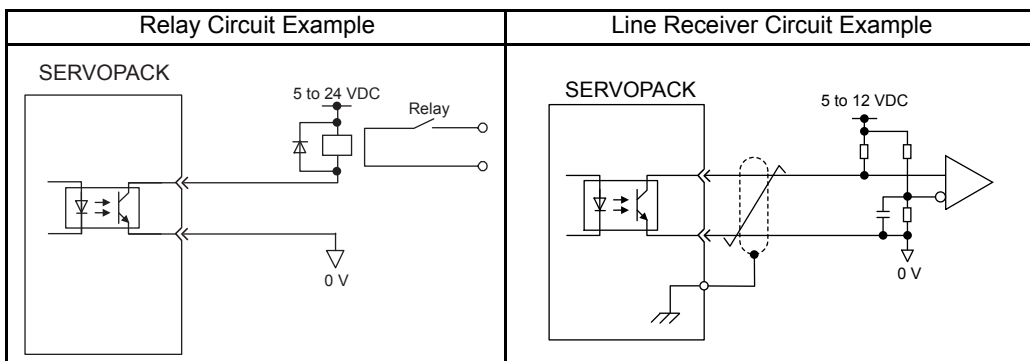 Relay Circuit Example
Line Receiver Circuit Example
SERVOPACK
5 to 24 VDC
Relay
0 V
SERVOPACK
5 to 12 VDC
0 V